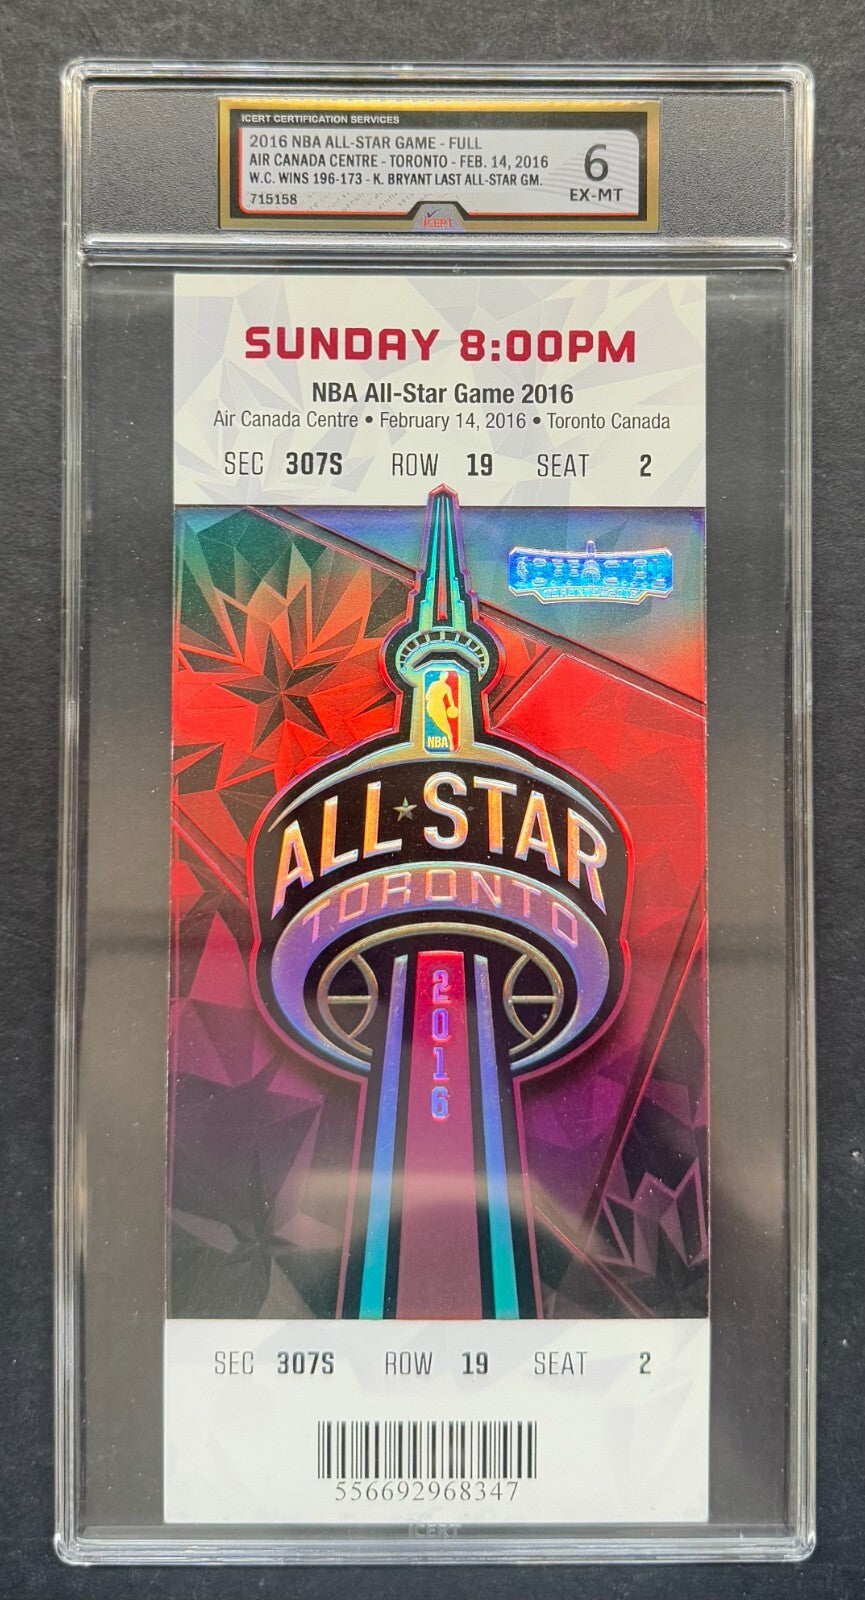 ICERT CERTIFICATION SERVICES
2016 NBA ALL-STAR GAME - FULL
AIR CANADA CENTRE - TORONTO - FEB. 14, 2016
W.C. WINS 196-173 - K. BRYANT LAST ALL-STAR GM.
715158
6
EX-MT
ICERT
SUNDAY 8:00PM
NBA All-Star Game 2016
Air Canada Centre • February 14, 2016 • Toronto Canada
SEC 307S ROW 19 SEAT 2
NBA
ALL★STAR
TORONTO
2016
SEC 307S ROW 19 SEAT 2
556692968347
ICERT